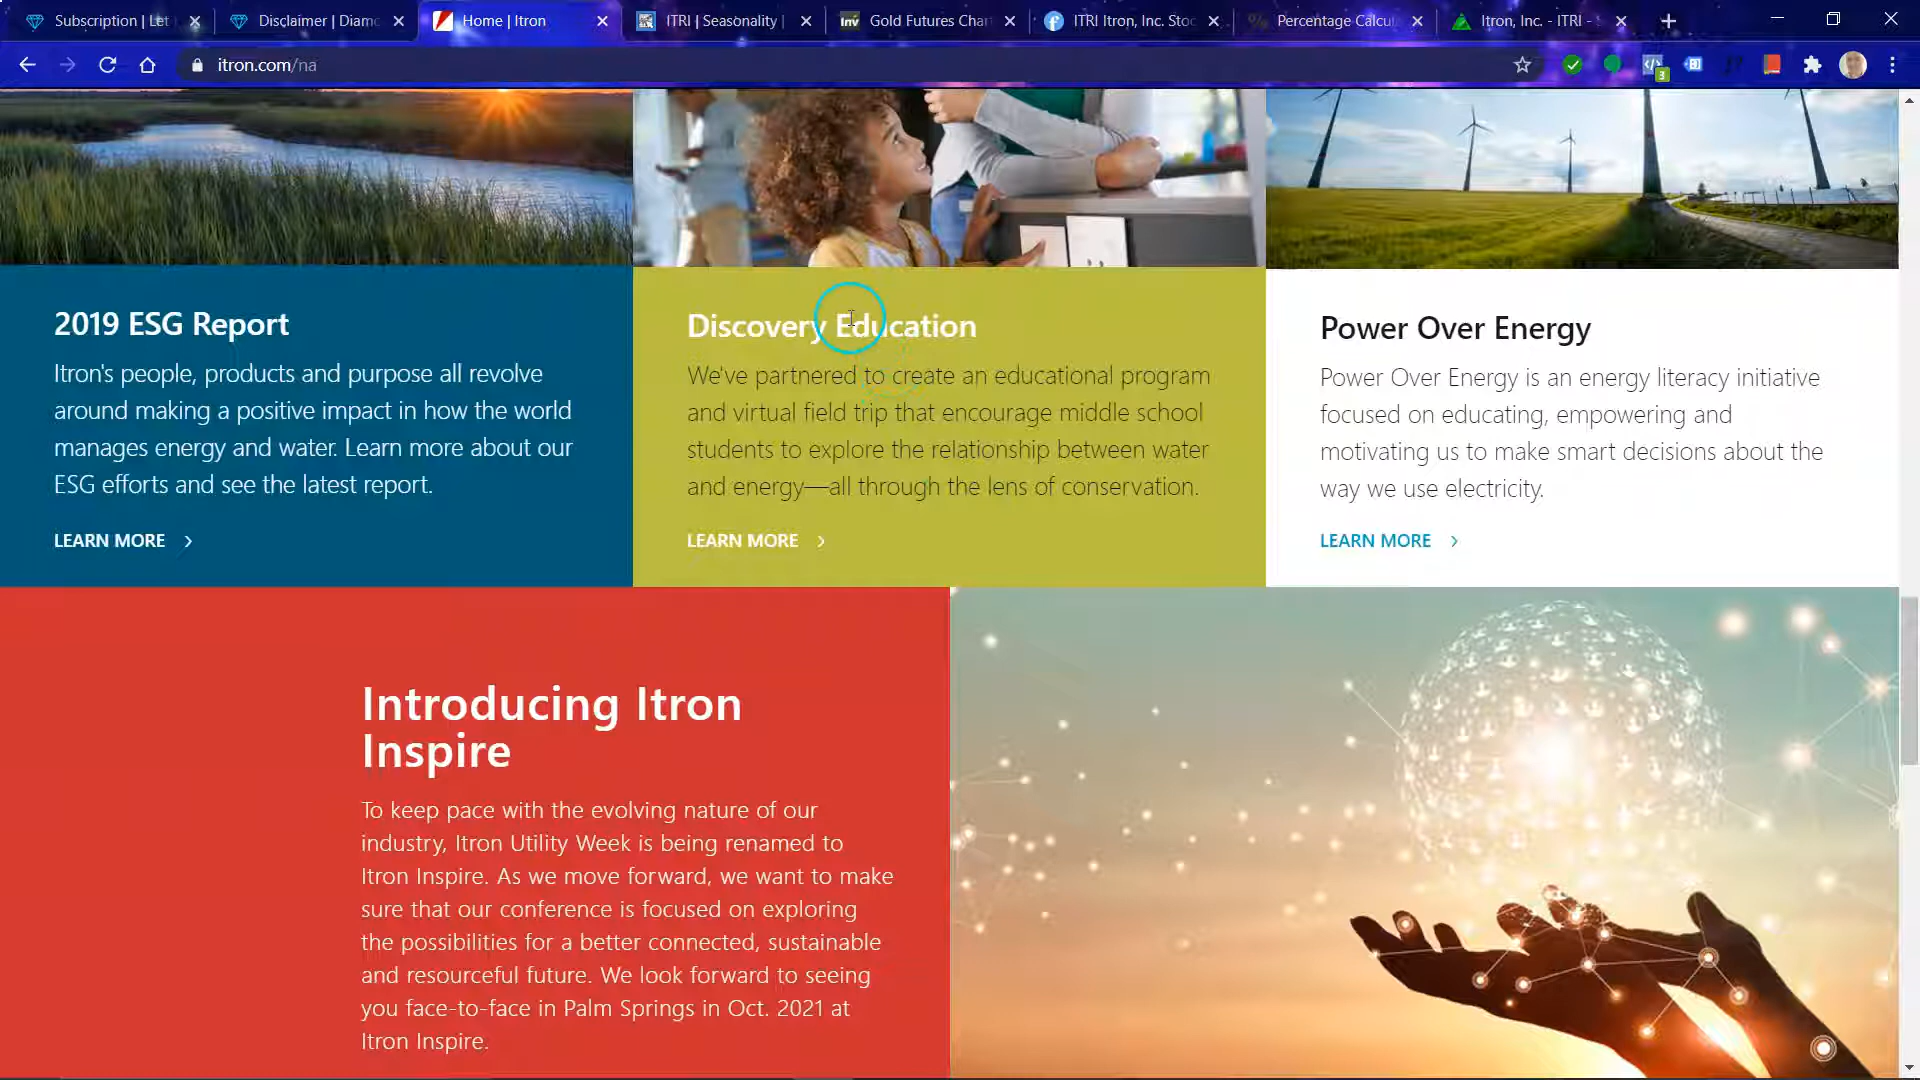 Subscription | Let
Disclaimer | Diamo
Home | Itron
ITRI | Seasonality
Gold Futures Char
ITRI Itron, Inc. Stoc
Percentage Calcu
Itron, Inc. - ITRI -
itron.com/na
2019 ESG Report
Itron's people, products and purpose all revolve
around making a positive impact in how the world
manages energy and water. Learn more about our
ESG efforts and see the latest report.
LEARN MORE
Discovery Education
We've partnered to create an educational program
and virtual field trip that encourage middle school
students to explore the relationship between water
and energy—all through the lens of conservation.
LEARN MORE
Power Over Energy
Power Over Energy is an energy literacy initiative
focused on educating, empowering and
motivating us to make smart decisions about the
way we use electricity.
LEARN MORE
Introducing Itron
Inspire
To keep pace with the evolving nature of our
industry, Itron Utility Week is being renamed to
Itron Inspire. As we move forward, we want to make
sure that our conference is focused on exploring
the possibilities for a better connected, sustainable
and resourceful future. We look forward to seeing
you face-to-face in Palm Springs in Oct. 2021 at
Itron Inspire.